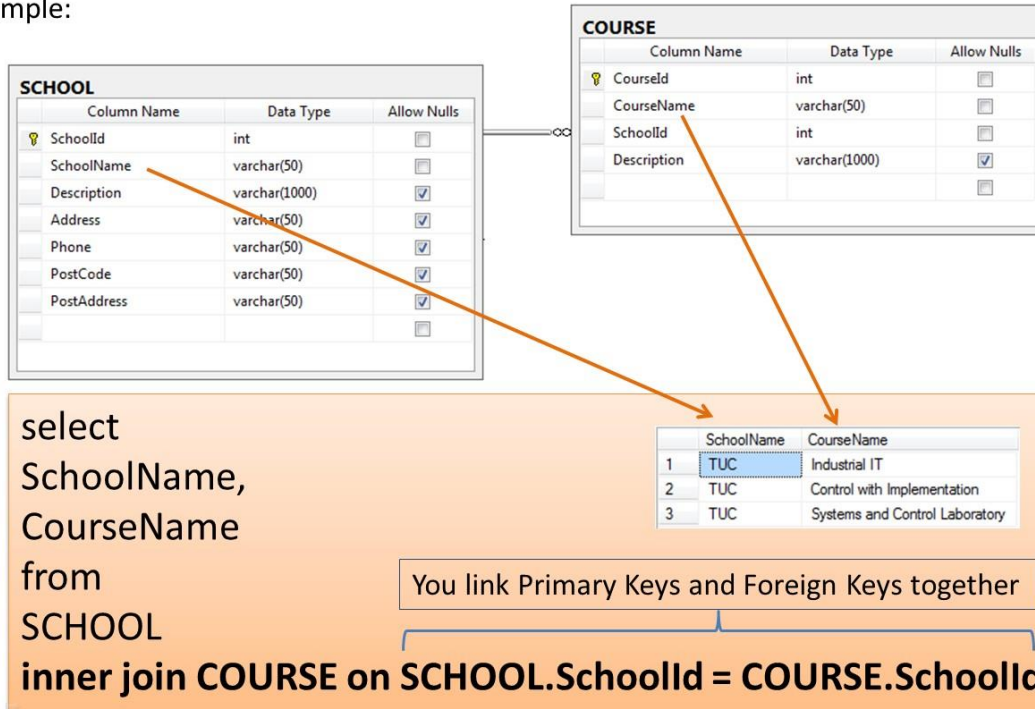 mple:
COURSE
Column Name Data Type Allow Nulls
CourseId int
CourseName varchar(50)
SchoolId int
Description varchar(1000)
SCHOOL
Column Name Data Type Allow Nulls
SchoolId int
SchoolName varchar(50)
Description varchar(1000)
Address varchar(50)
Phone varchar(50)
PostCode varchar(50)
PostAddress varchar(50)
select
SchoolName,
CourseName
from
SCHOOL
inner join COURSE on SCHOOL.SchoolId = COURSE.SchoolId
SchoolName CourseName
1 TUC Industrial IT
2 TUC Control with Implementation
3 TUC Systems and Control Laboratory
You link Primary Keys and Foreign Keys together